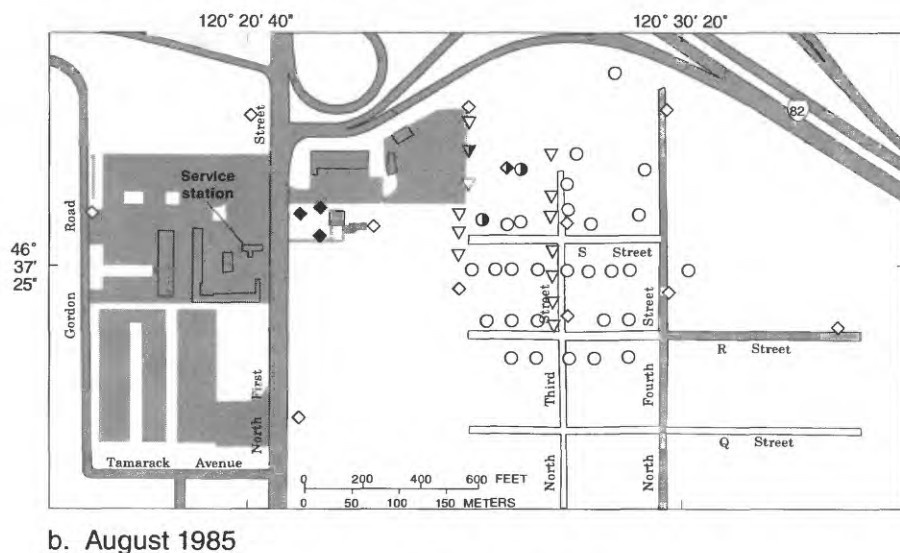 120° 20' 40"
120° 30' 20"
Street
82
Service
station
Road
46°
37'
25"
S Street
Street
Street
Gordon
R Street
First
Third
Fourth
North
Q Street
Tamarack Avenue
North
North
0 200 400 600 FEET
0 50 100 150 METERS
b. August 1985